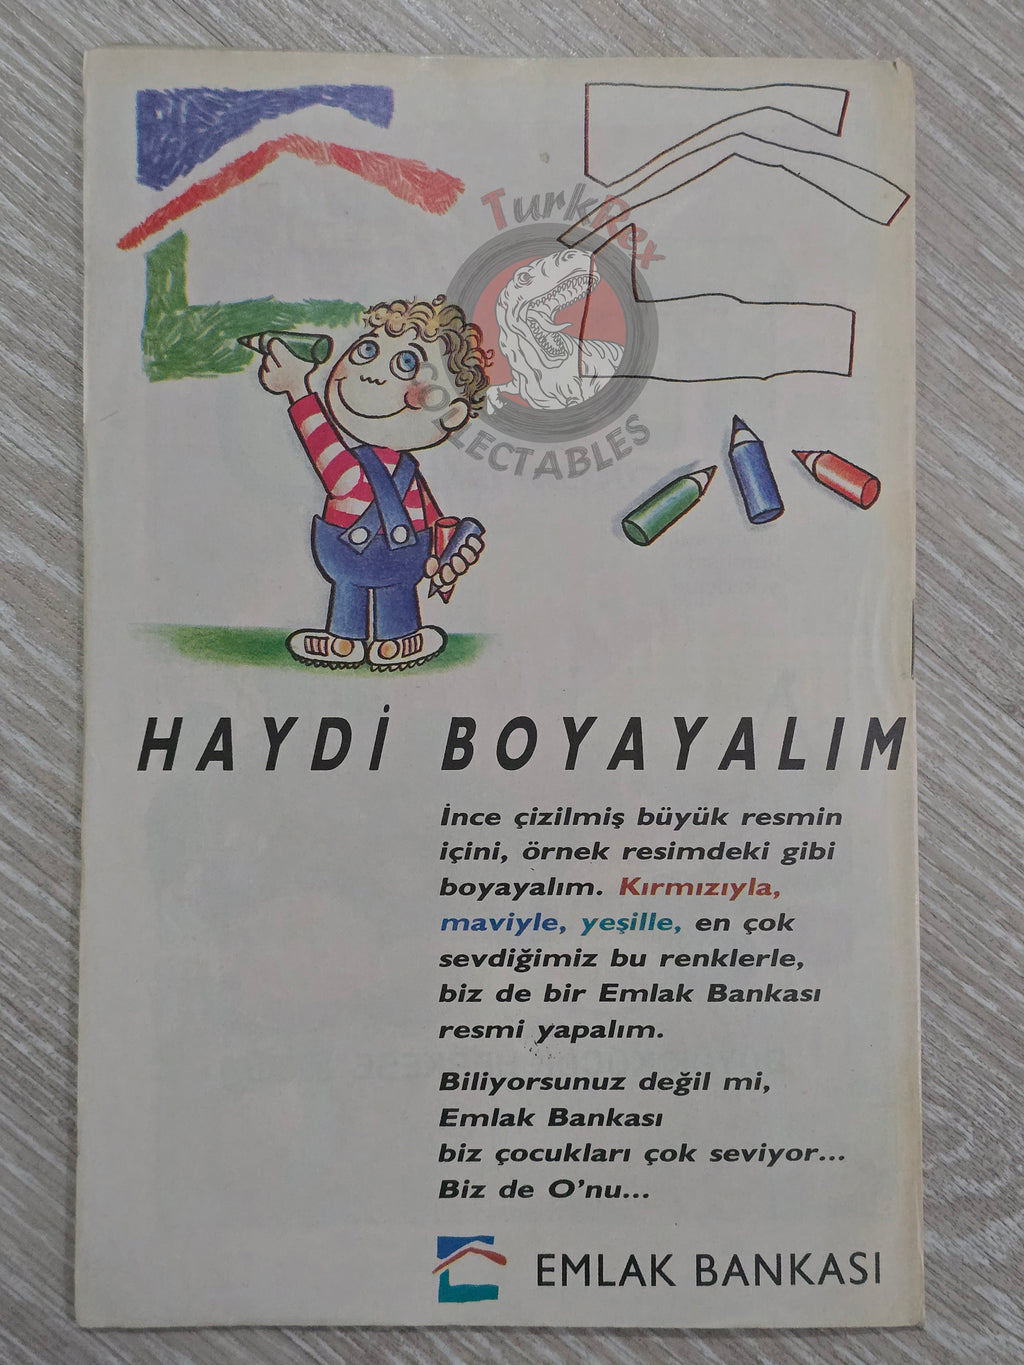 TurkRex
COLLECTABLES
HAYDİ BOYAYALIM
İnce çizilmiş büyük resmin
içini, örnek resimdeki gibi
boyayalım. Kırmızıyla,
maviyle, yeşille, en çok
sevdiğimiz bu renklerle,
biz de bir Emlak Bankası
resmi yapalım.
Biliyorsunuz değil mi,
Emlak Bankası
biz çocukları çok seviyor...
Biz de O'nu...
EMLAK BANKASI